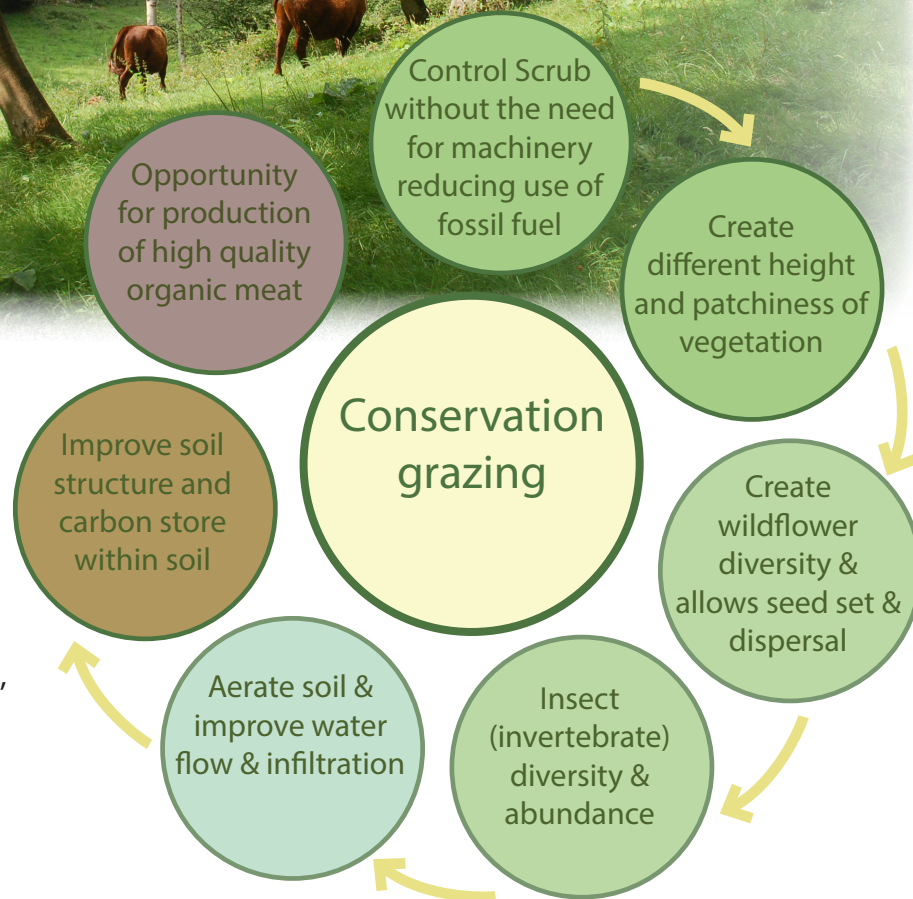 Control Scrub
without the need
for machinery
reducing use of
fossil fuel
Create
different height
and patchiness of
vegetation
Create
wildflower
diversity &
allows seed set &
dispersal
Insect
(invertebrate)
diversity &
abundance
Aerate soil &
improve water
flow & infiltration
Improve soil
structure and
carbon store
within soil
Opportunity
for production
of high quality
organic meat
Conservation
grazing
,